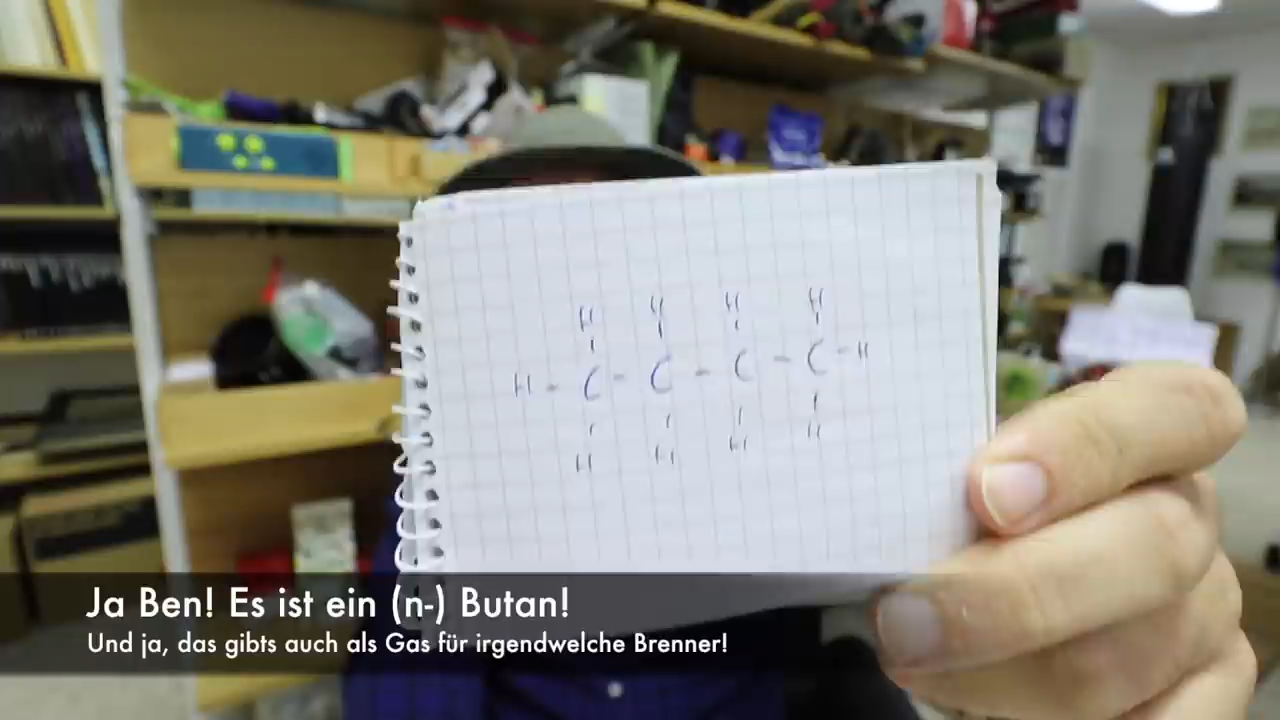 H H H H
H - C - C - C - C - H
H H H H
Ja Ben! Es ist ein (n-) Butan!
Und ja, das gibts auch als Gas für irgendwelche Brenner!